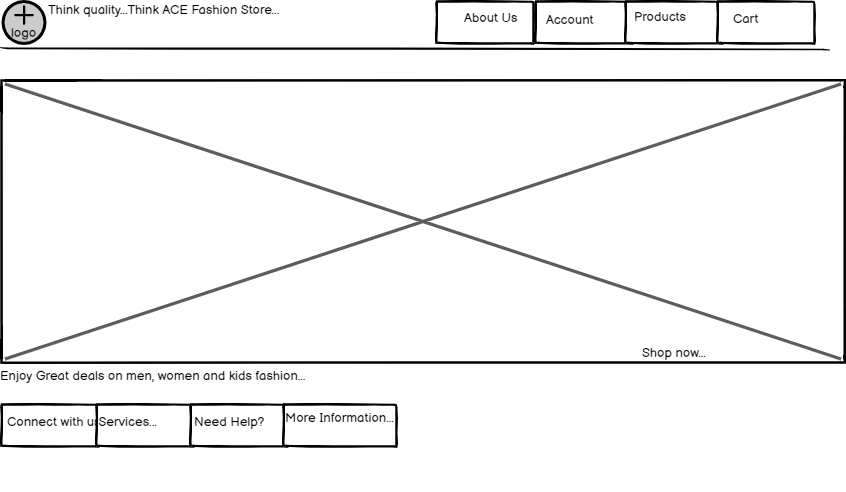 Think quality...Think ACE Fashion Store...
logo
About Us
Account
Products
Cart
Shop now...
Enjoy Great deals on men, women and kids fashion...
Connect with us
Services...
Need Help?
More Information...